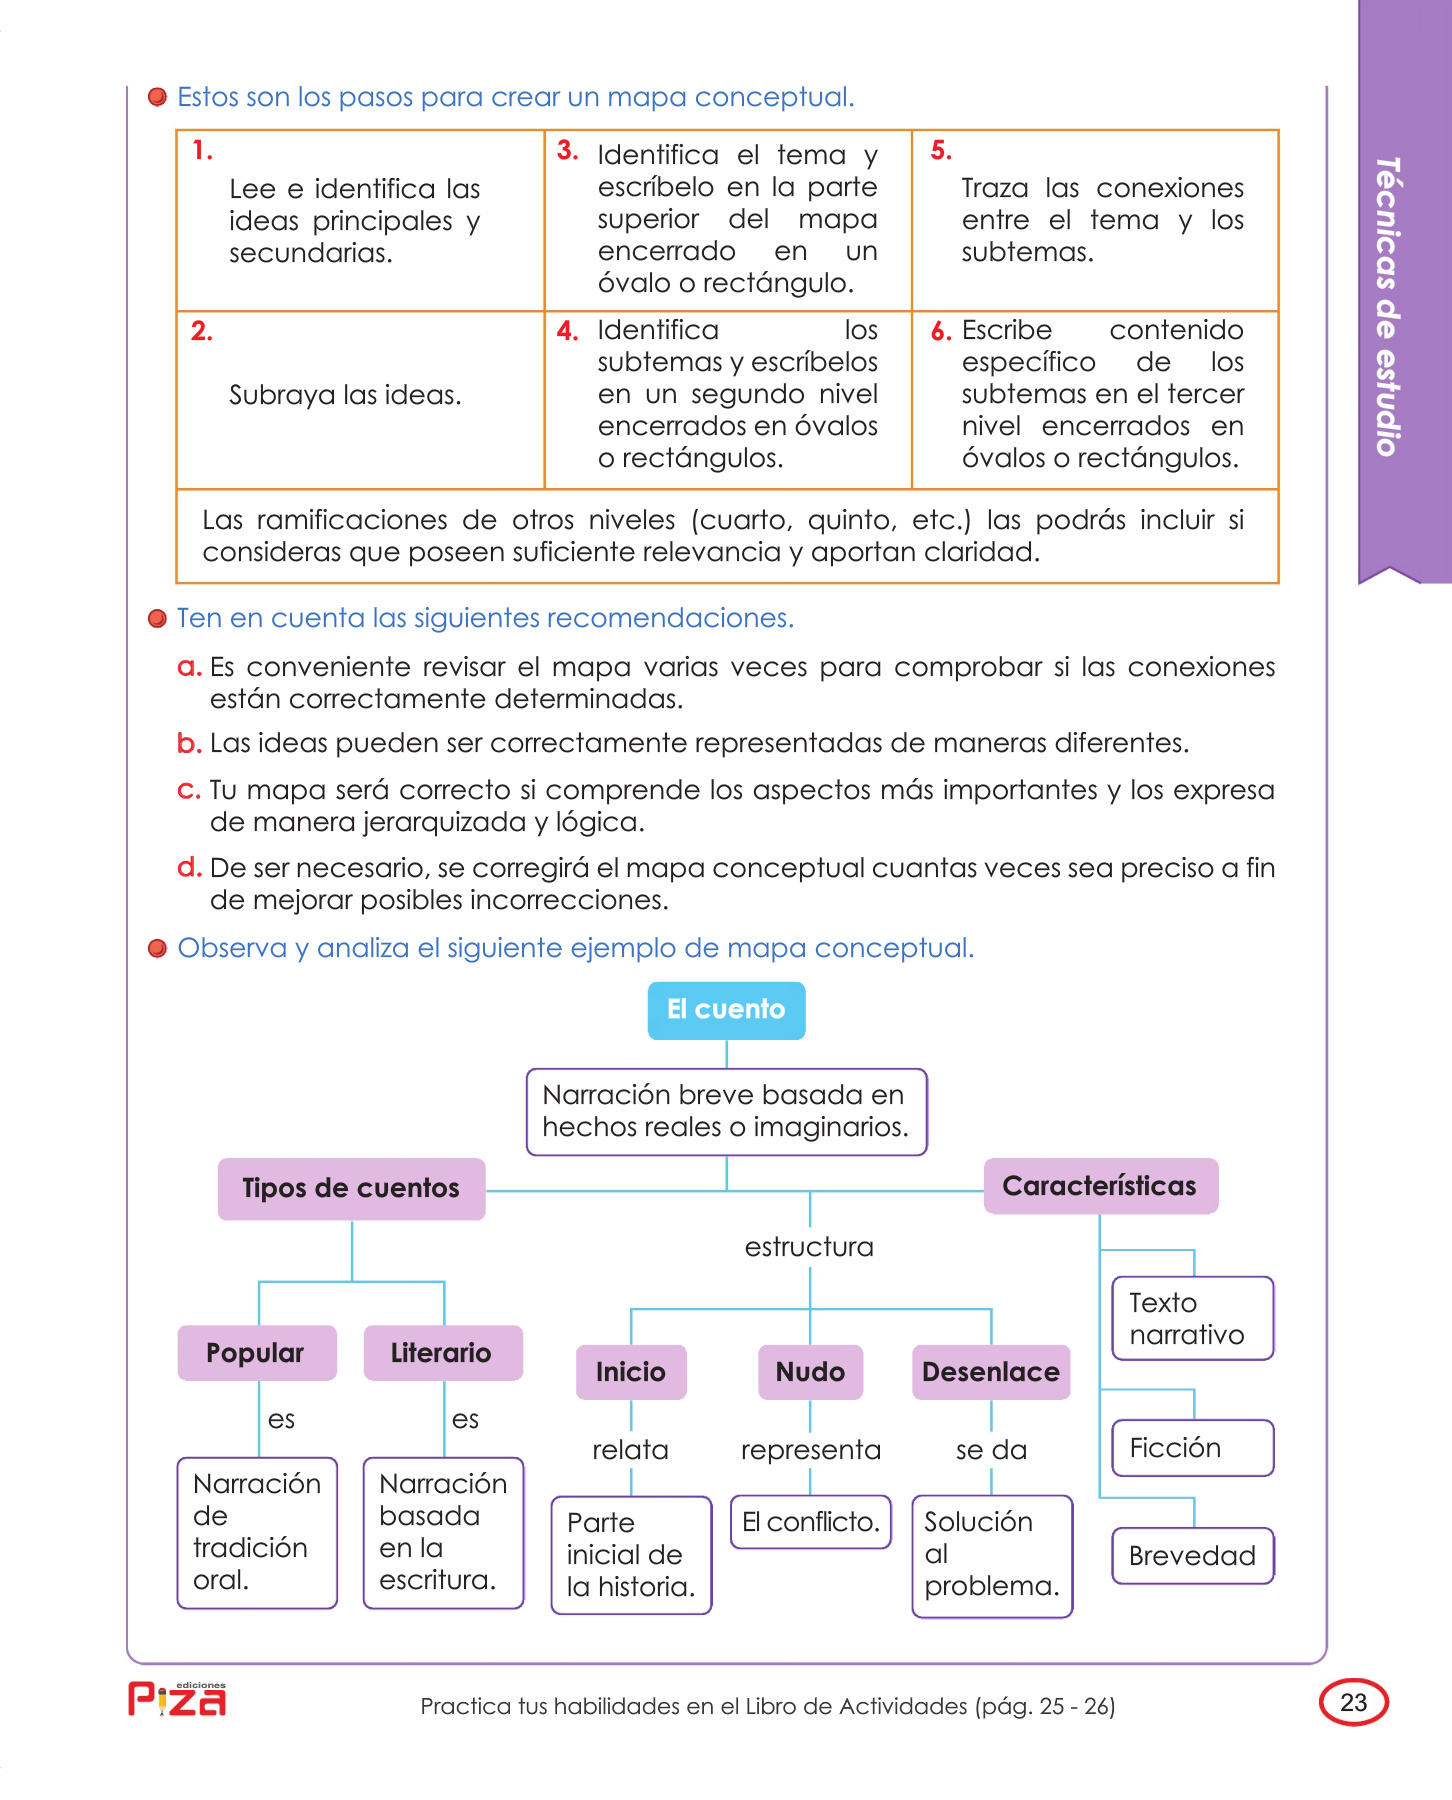 Técnicas de estudio
Estos son los pasos para crear un mapa conceptual.
1.
Lee e identifica las
ideas principales y
secundarias.
3. Identifica el tema y
escríbelo en la parte
superior del mapa
encerrado en un
óvalo o rectángulo.
5.
Traza las conexiones
entre el tema y los
subtemas.
2.
Subraya las ideas.
4. Identifica los
subtemas y escríbelos
en un segundo nivel
encerrados en óvalos
o rectángulos.
6. Escribe contenido
específico de los
subtemas en el tercer
nivel encerrados en
óvalos o rectángulos.
Las ramificaciones de otros niveles (cuarto, quinto, etc.) las podrás incluir si
consideras que poseen suficiente relevancia y aportan claridad.
Ten en cuenta las siguientes recomendaciones.
a. Es conveniente revisar el mapa varias veces para comprobar si las conexiones
están correctamente determinadas.
b. Las ideas pueden ser correctamente representadas de maneras diferentes.
c. Tu mapa será correcto si comprende los aspectos más importantes y los expresa
de manera jerarquizada y lógica.
d. De ser necesario, se corregirá el mapa conceptual cuantas veces sea preciso a fin
de mejorar posibles incorrecciones.
Observa y analiza el siguiente ejemplo de mapa conceptual.
El cuento
Narración breve basada en
hechos reales o imaginarios.
Tipos de cuentos
Popular
es
Narración
de
tradición
oral.
Literario
es
Narración
basada
en la
escritura.
estructura
Inicio
relata
Parte
inicial de
la historia.
Nudo
representa
El conflicto.
Desenlace
se da
Solución
al
problema.
Características
Texto
narrativo
Ficción
Brevedad
ediciones
Piza
Practica tus habilidades en el Libro de Actividades (pág. 25 - 26)
23